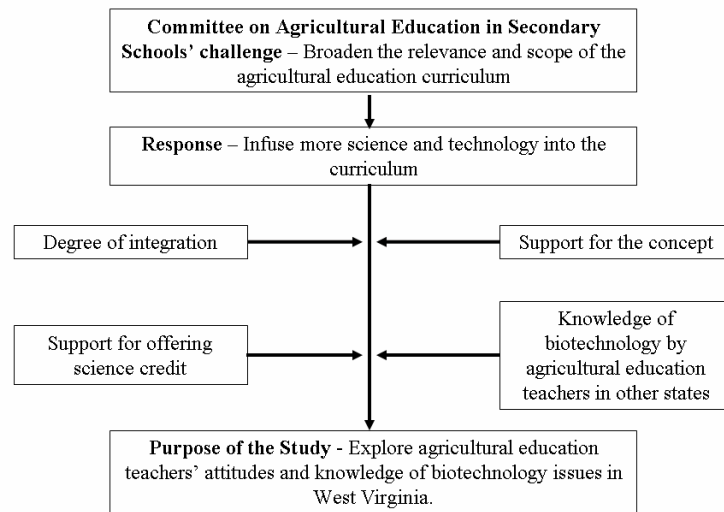 Committee on Agricultural Education in Secondary
Schools’ challenge – Broaden the relevance and scope of the
agricultural education curriculum
Response – Infuse more science and technology into the
curriculum
Degree of integration
Support for the concept
Support for offering
science credit
Knowledge of
biotechnology by
agricultural education
teachers in other states
Purpose of the Study - Explore agricultural education
teachers’ attitudes and knowledge of biotechnology issues in
West Virginia.